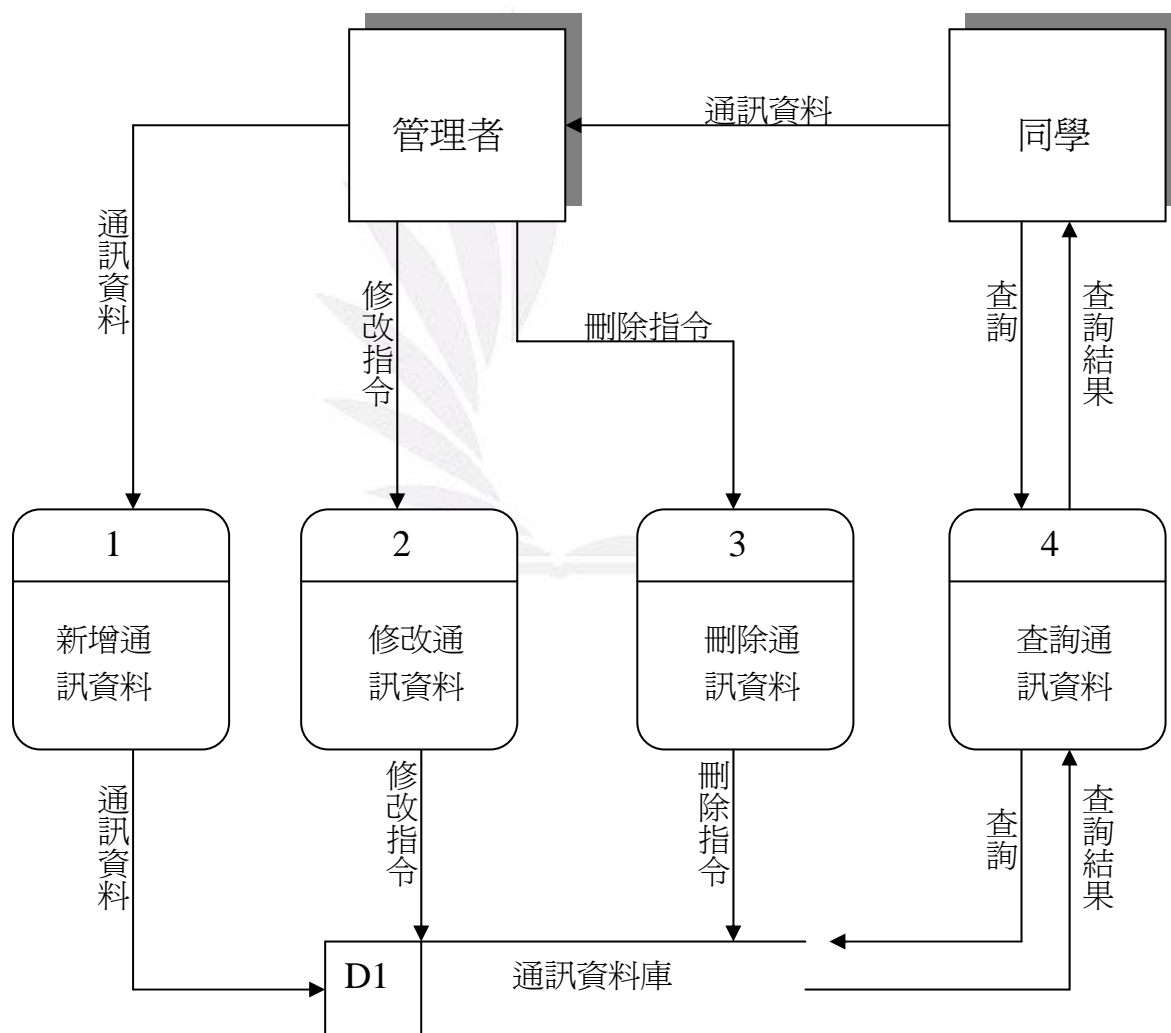 管理者
通訊資料
同學
通訊資料
修改指令
刪除指令
查詢
查詢結果
1
2
3
4
新增通
訊資料
修改通
訊資料
刪除通
訊資料
查詢通
訊資料
通訊資料
修改指令
刪除指令
查詢
查詢結果
D1
通訊資料庫